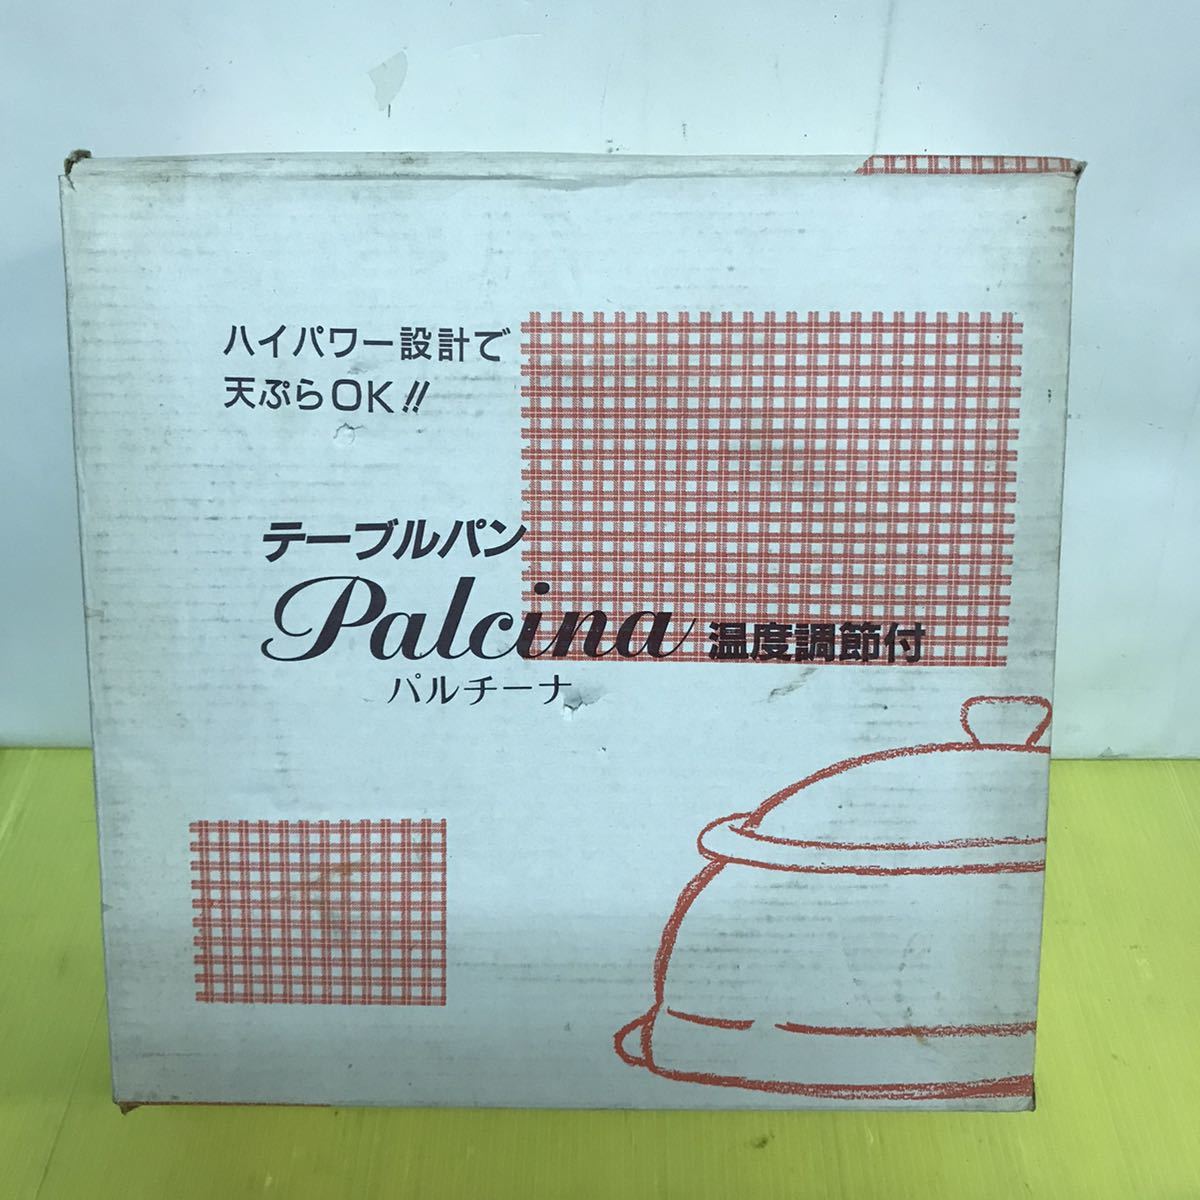 ハイパワー設計で
天ぷらOK!!
テーブルパン
Palcina 温度調節付
パルチーナ